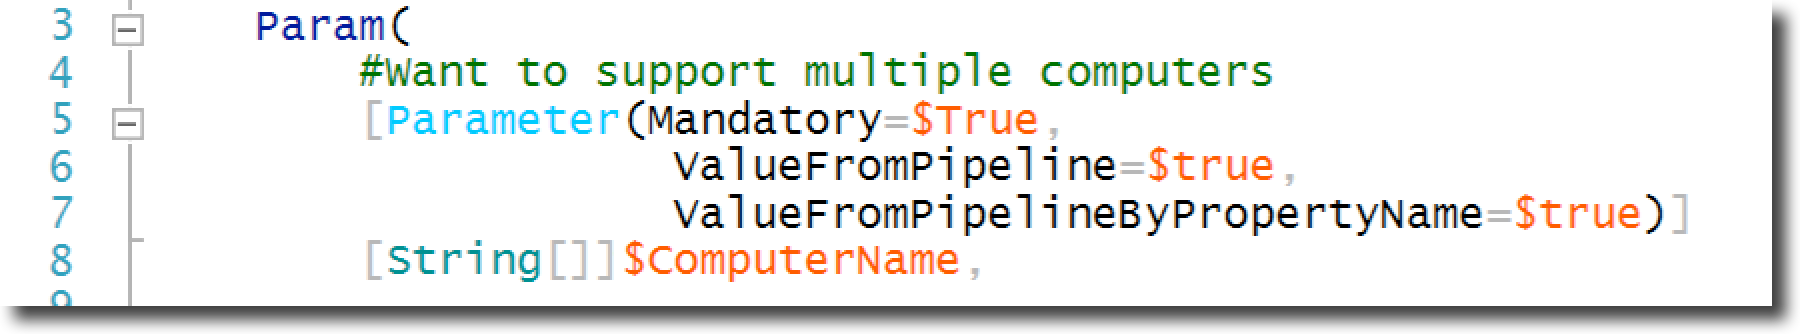 3 Param(
4 #Want to support multiple computers
5 [Parameter(Mandatory=$True,
6 ValueFromPipeline=$true,
7 ValueFromPipelineByPropertyName=$true)]
8 [String[]]$ComputerName,
9